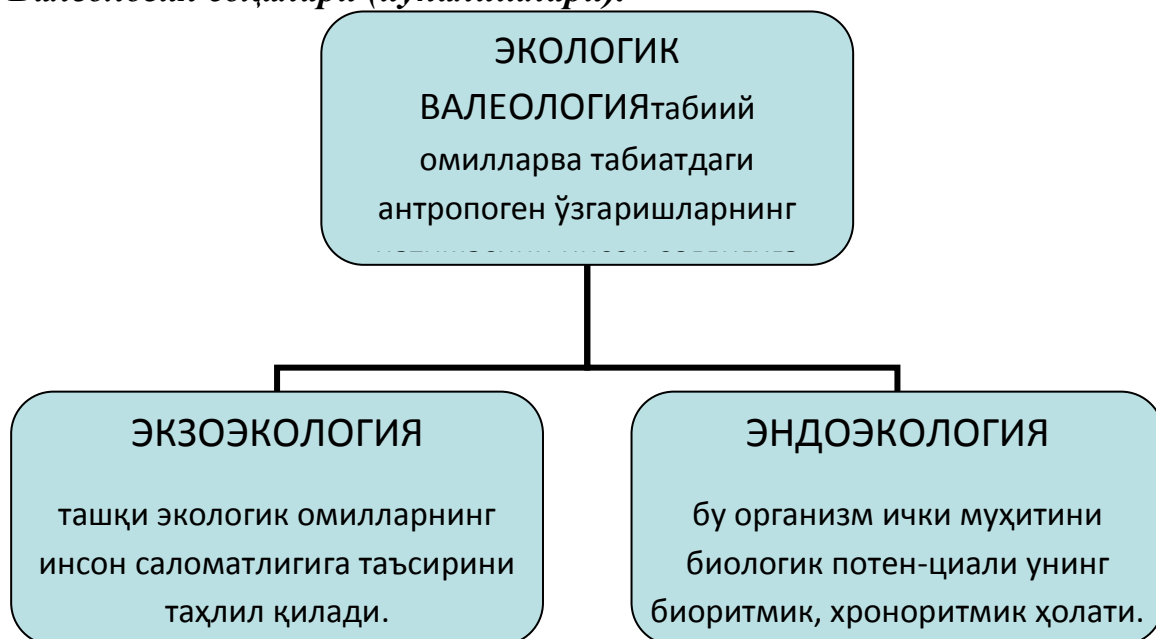 ЭКОЛОГИК
ВАЛЕОЛОГИЯтабиий
омилларва табиатдаги
антропоген ўзгаришларнинг
ЭКЗОЭКОЛОГИЯ
ташқи экологик омилларнинг
инсон саломатлигига таъсирини
таҳлил қилади.
ЭНДОЭКОЛОГИЯ
бу организм ички муҳитини
биологик потен-циали унинг
биоритмик, хроноритмик ҳолати.